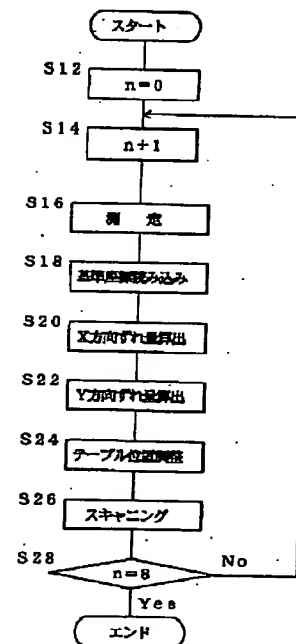 スタート
S12
n=0
S14
n+1
S16
測定
S18
基準座標読み込み
S20
X方向ずれ量算出
S22
Y方向ずれ量算出
S24
テーブル位置調整
S26
スキャニング
S28
n=8
No
Yes
エンド